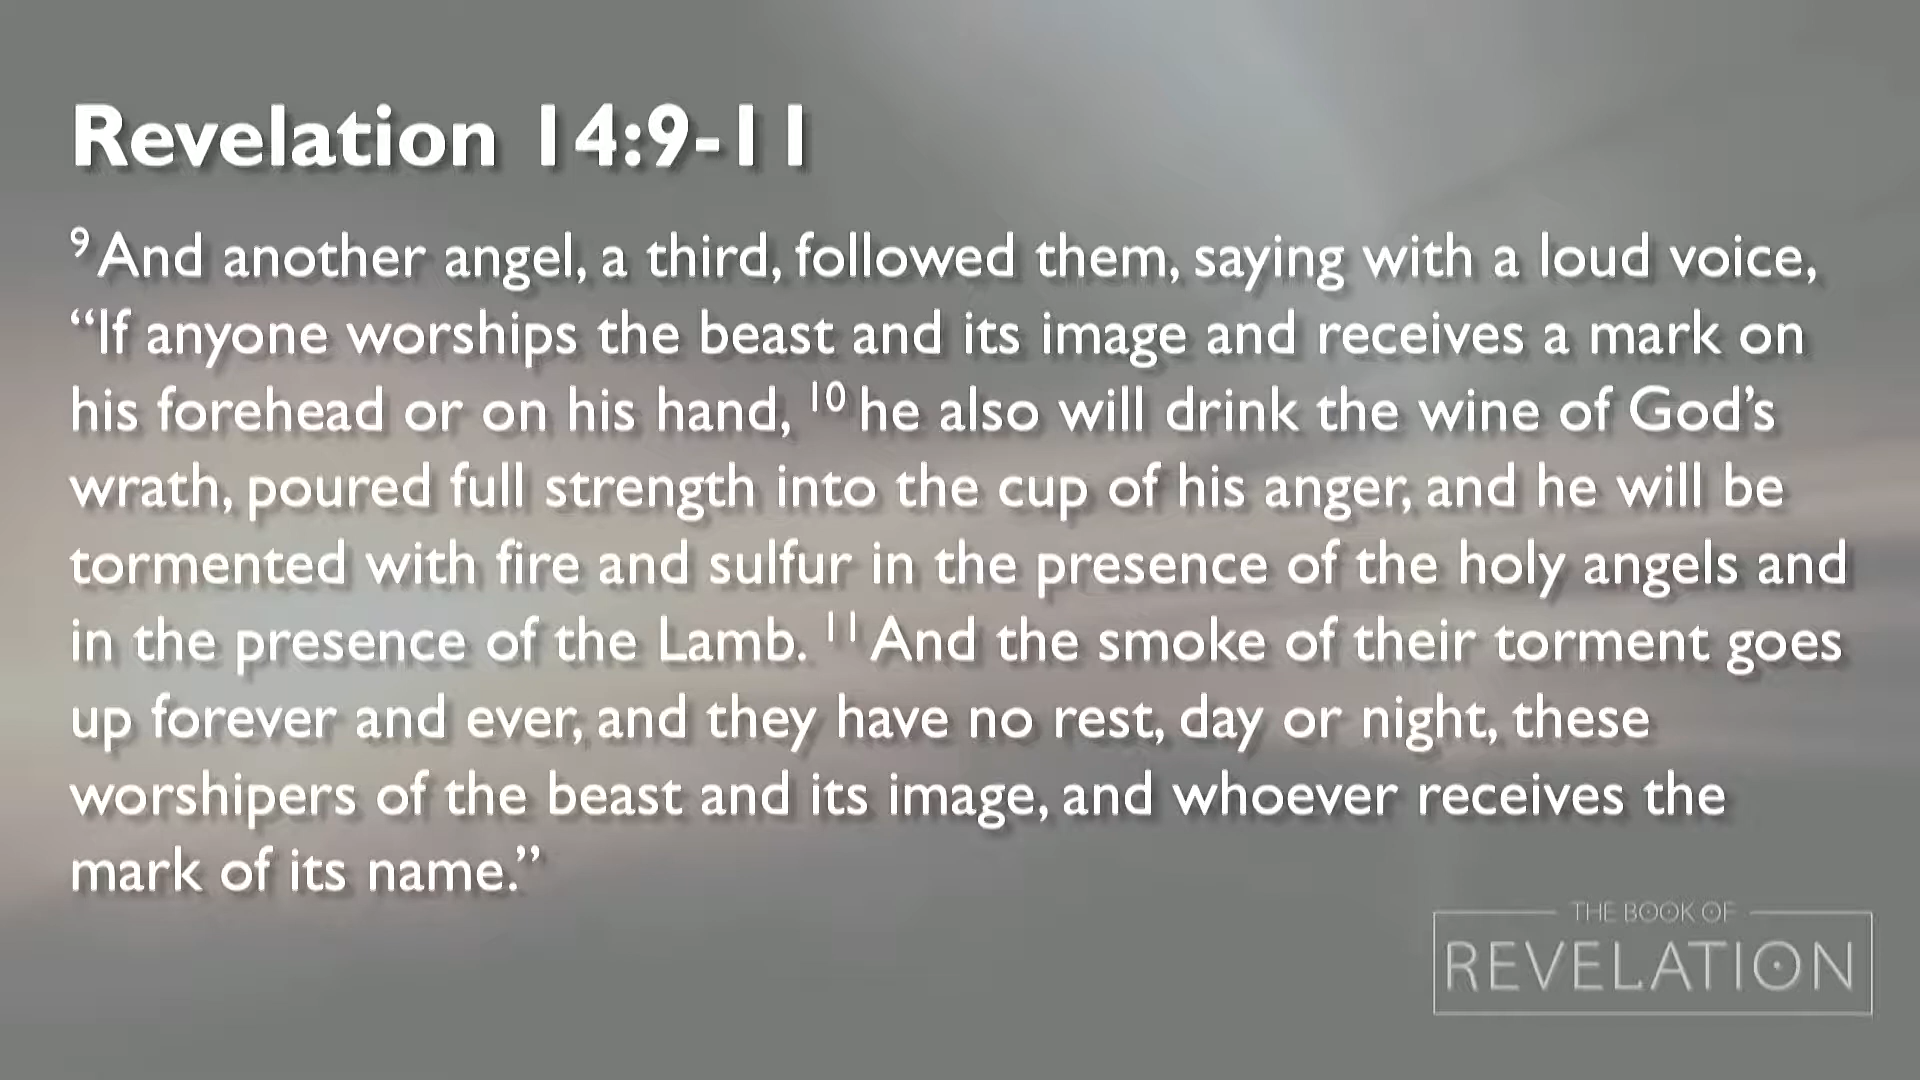 Revelation 14:9-11
9 And another angel, a third, followed them, saying with a loud voice,
“If anyone worships the beast and its image and receives a mark on
his forehead or on his hand, 10 he also will drink the wine of God’s
wrath, poured full strength into the cup of his anger, and he will be
tormented with fire and sulfur in the presence of the holy angels and
in the presence of the Lamb. 11 And the smoke of their torment goes
up forever and ever, and they have no rest, day or night, these
worshipers of the beast and its image, and whoever receives the
mark of its name.”
THE BOOK OF
REVELATION